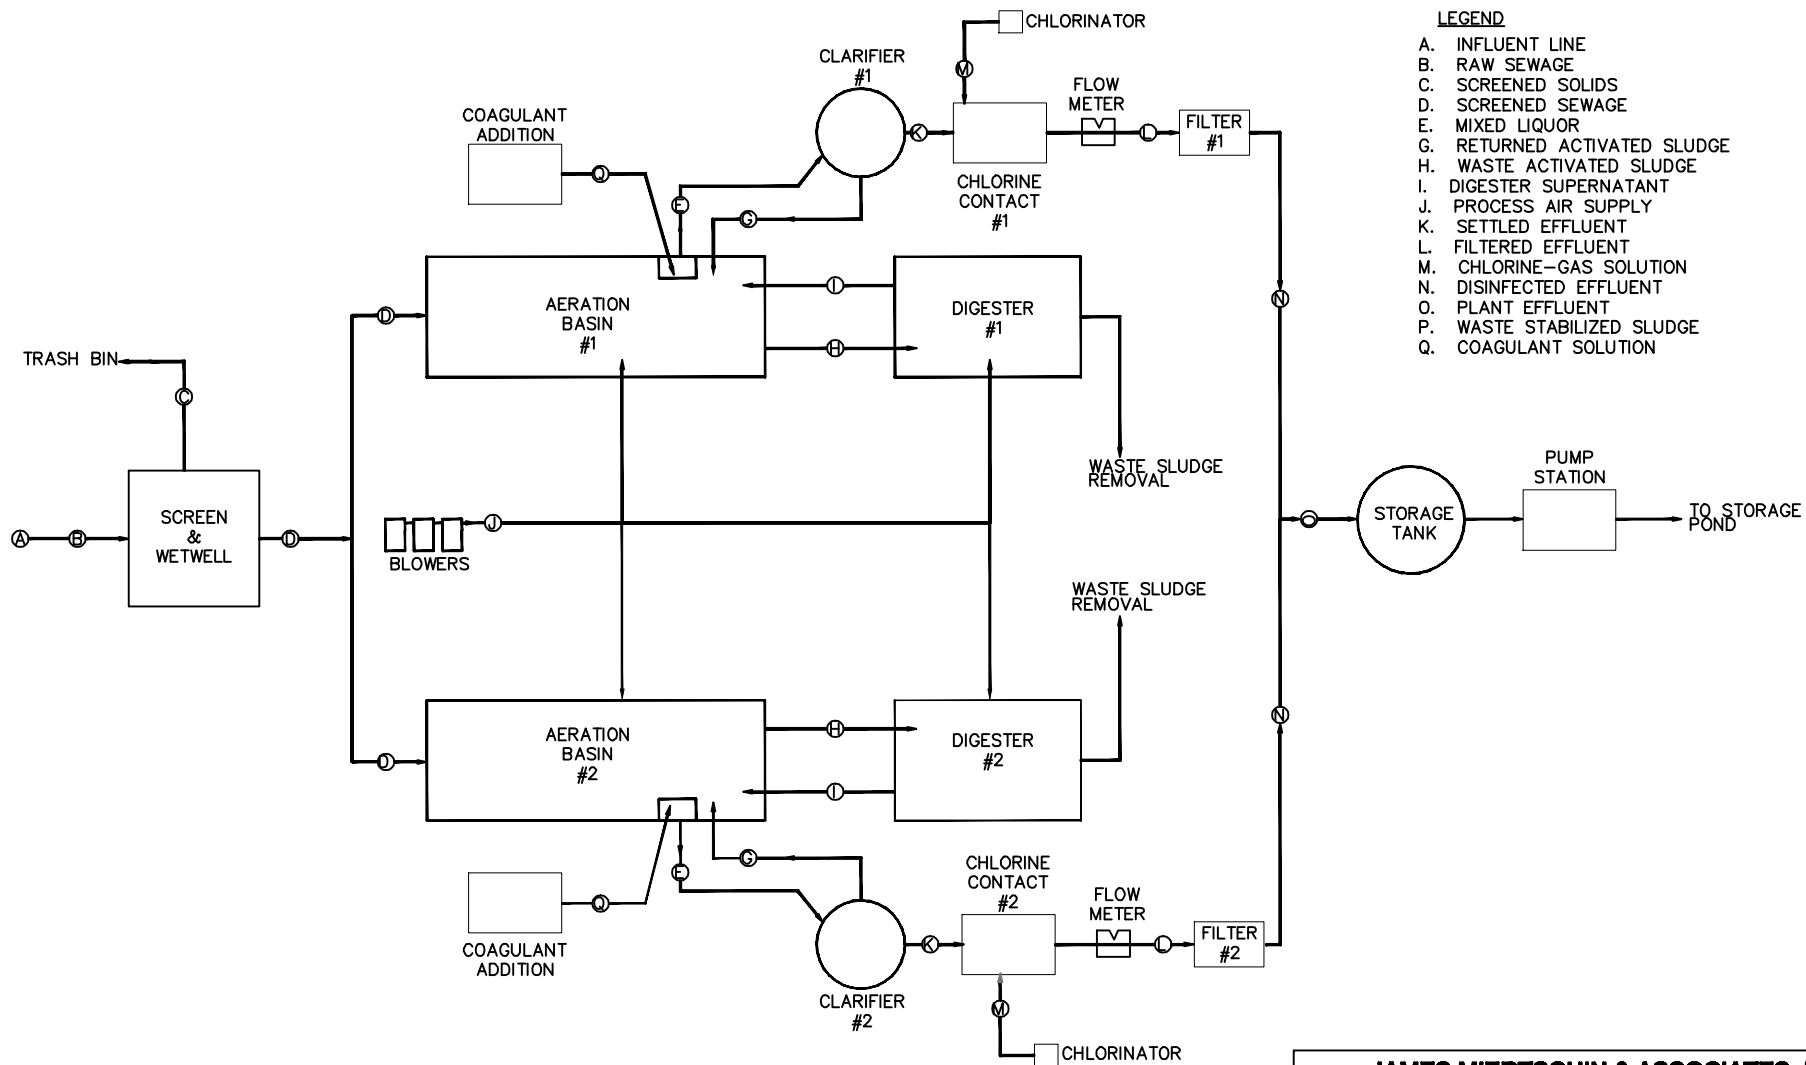 CHLORINATOR
CLARIFIER
#1
M
FLOW
METER
COAGULANT
ADDITION
K
L
FILTER
#1
Q
CHLORINE
CONTACT
#1
E
G
LEGEND
A. INFLUENT LINE
B. RAW SEWAGE
C. SCREENED SOLIDS
D. SCREENED SEWAGE
E. MIXED LIQUOR
G. RETURNED ACTIVATED SLUDGE
H. WASTE ACTIVATED SLUDGE
I. DIGESTER SUPERNATANT
J. PROCESS AIR SUPPLY
K. SETTLED EFFLUENT
L. FILTERED EFFLUENT
M. CHLORINE-GAS SOLUTION
N. DISINFECTED EFFLUENT
O. PLANT EFFLUENT
P. WASTE STABILIZED SLUDGE
Q. COAGULANT SOLUTION
D
AERATION
BASIN
#1
I
H
DIGESTER
#1
N
TRASH BIN
C
WASTE SLUDGE
REMOVAL
A
B
SCREEN
&
WETWELL
D
J
BLOWERS
O
STORAGE
TANK
PUMP
STATION
TO STORAGE
POND
WASTE SLUDGE
REMOVAL
D
AERATION
BASIN
#2
H
I
DIGESTER
#2
N
E
G
Q
COAGULANT
ADDITION
CHLORINE
CONTACT
#2
FLOW
METER
K
L
FILTER
#2
CLARIFIER
#2
M
CHLORINATOR